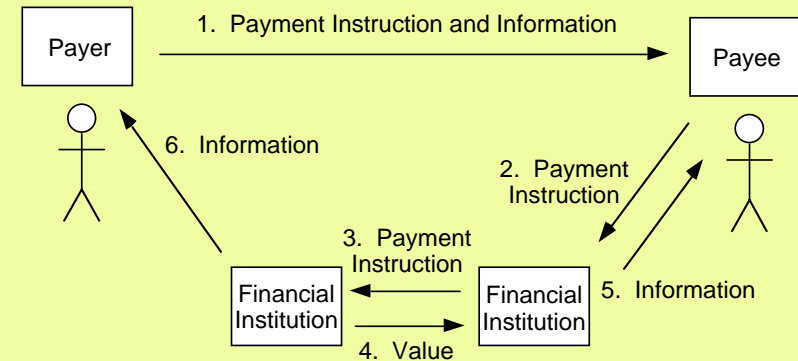 1. Payment Instruction and Information
Payer
Payee
6. Information
2. Payment
Instruction
3. Payment
Instruction
Financial
Institution
Financial
Institution
5. Information
4. Value